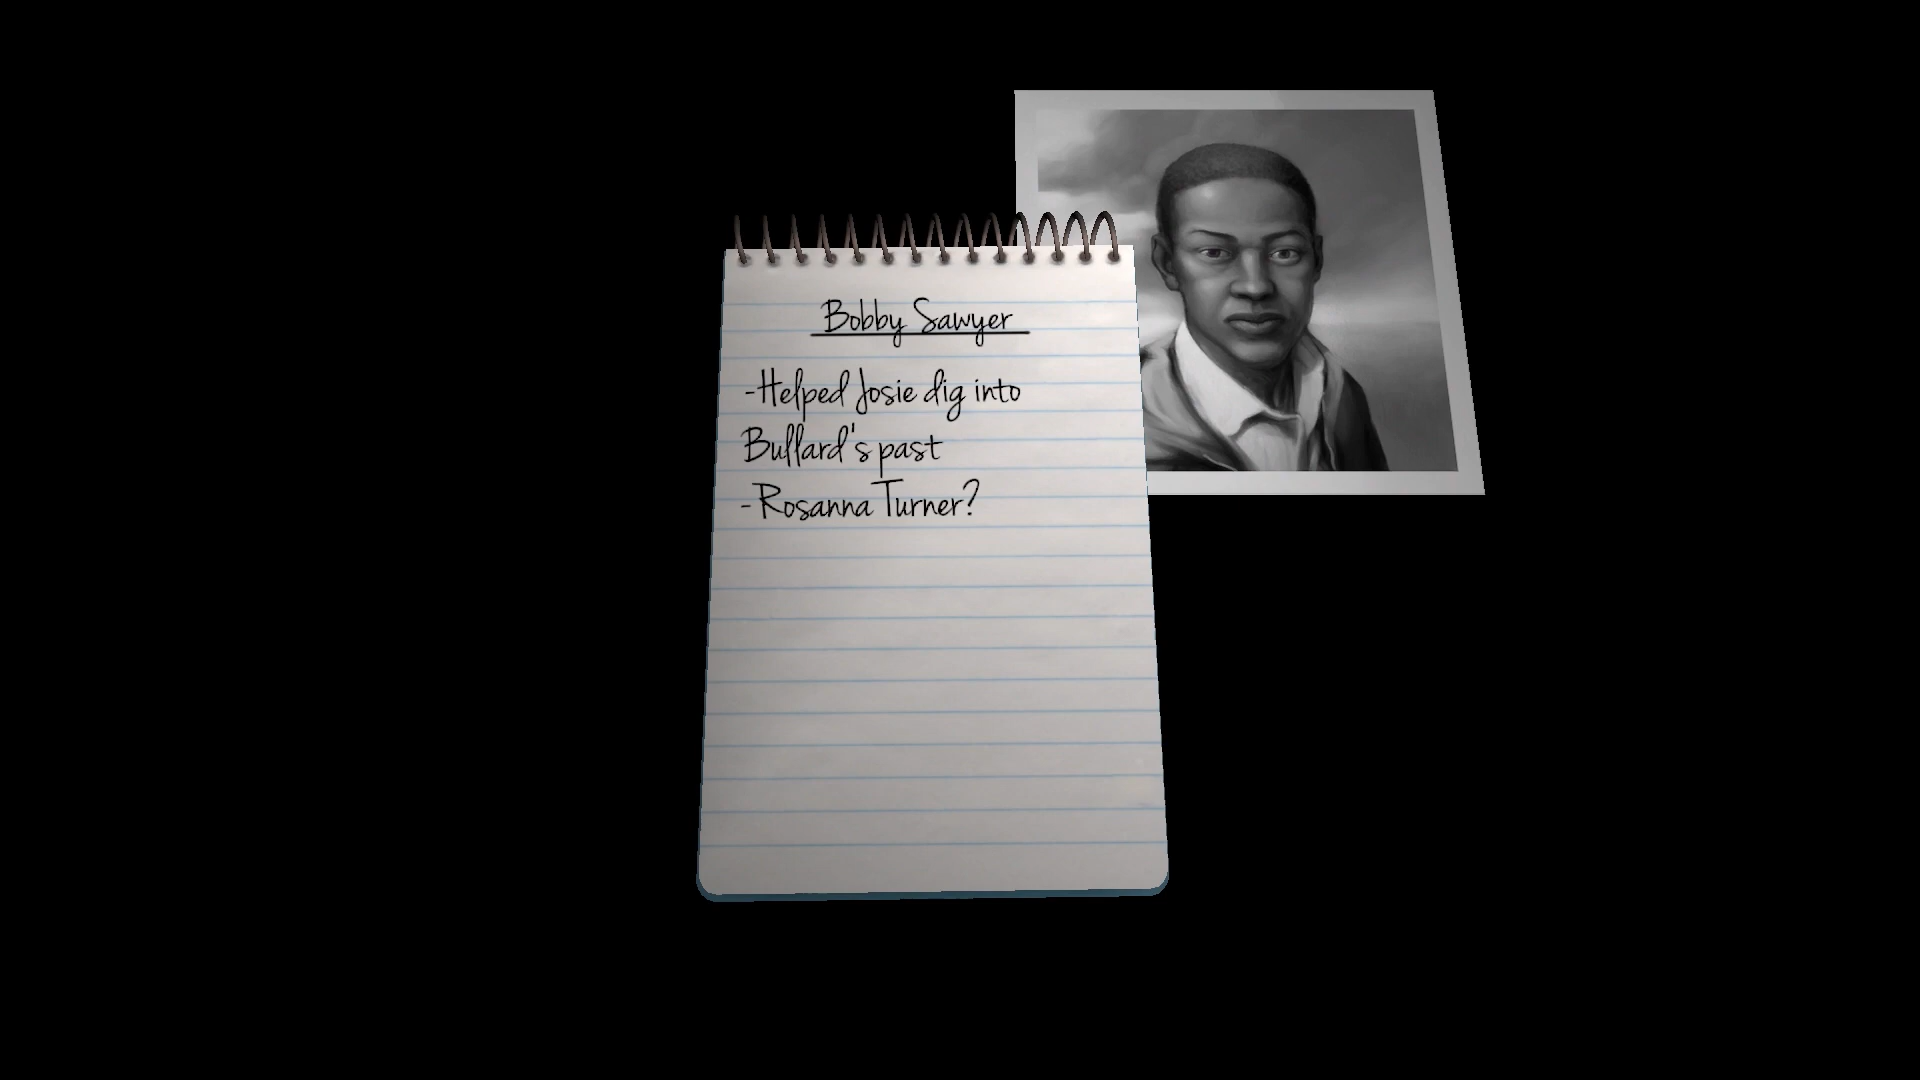 Bobby Sawyer
-Helped Josie dig into
Bullard's past
-Rosanna Turner?